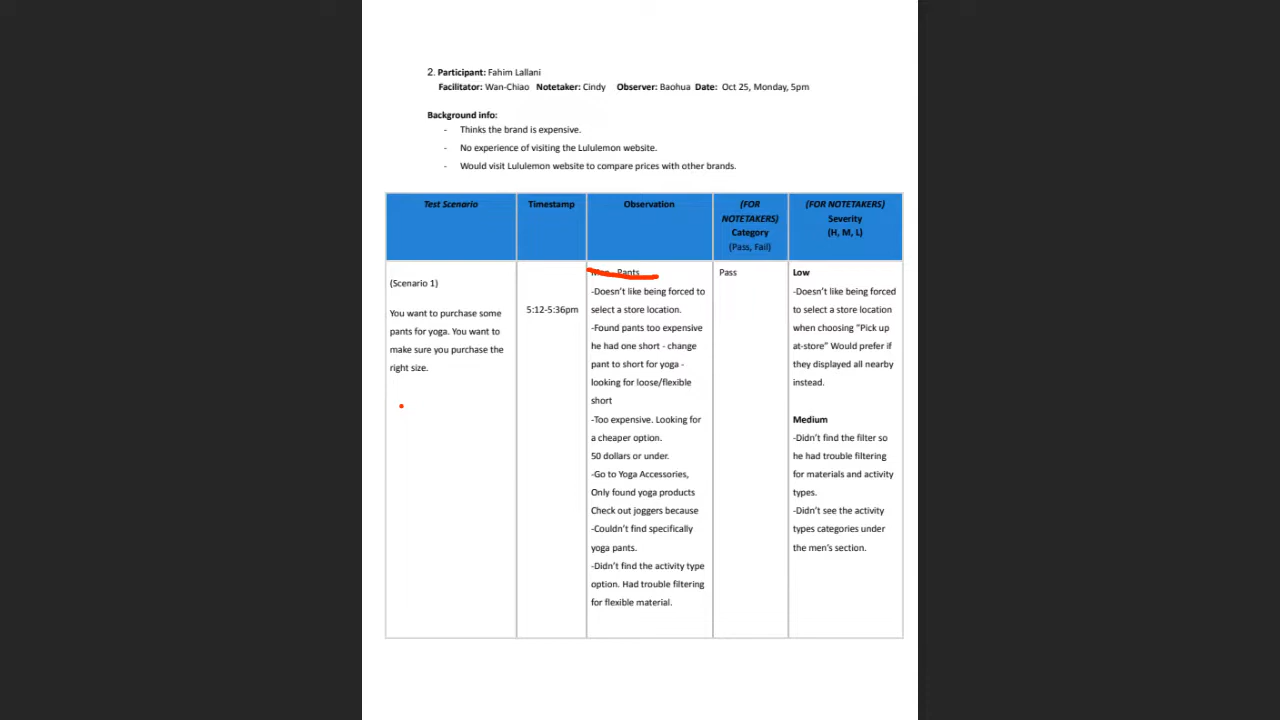 2. Participant: Fahim Lallani
Facilitator: Wan-Chiao Notetaker: Cindy Observer: Baohua Date: Oct 25, Monday, 5pm
Background info:
- Thinks the brand is expensive.
- No experience of visiting the Lululemon website.
- Would visit Lululemon website to compare prices with other brands.
Test Scenario
Timestamp
Observation
(FOR
NOTETAKERS)
Category
(Pass, Fail)
(FOR NOTETAKERS)
Severity
(H, M, L)
(Scenario 1)
You want to purchase some
pants for yoga. You want to
make sure you purchase the
right size.
5:12-5:36pm
Pants
-Doesn't like being forced to
select a store location.
-Found pants too expensive
he had one short - change
pant to short for yoga -
looking for loose/flexible
short
-Too expensive. Looking for
a cheaper option.
50 dollars or under.
-Go to Yoga Accessories,
Only found yoga products
Check out joggers because
-Couldn't find specifically
yoga pants.
-Didn't find the activity type
option. Had trouble filtering
for flexible material.
Pass
Low
-Doesn't like being forced
to select a store location
when choosing "Pick up
at-store" Would prefer if
they displayed all nearby
instead.
Medium
-Didn't find the filter so
he had trouble filtering
for materials and activity
types.
-Didn't see the activity
types categories under
the men's section.